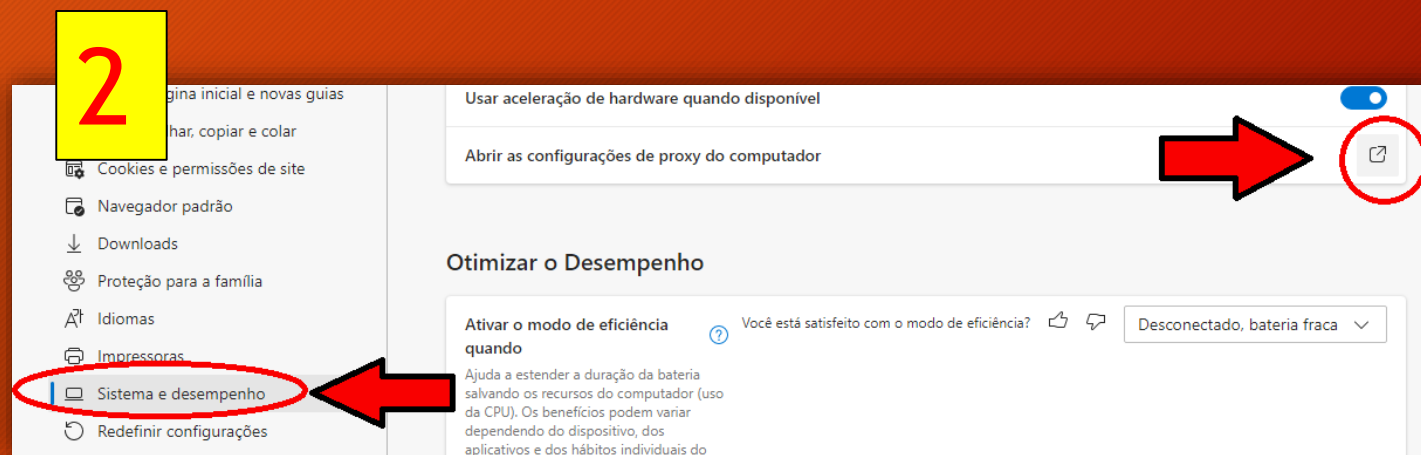 2
gina inicial e novas guias
har, copiar e colar
Cookies e permissões de site
Navegador padrão
Downloads
Proteção para a família
Idiomas
Impressoras
Sistema e desempenho
Redefinir configurações
Usar aceleração de hardware quando disponível
Abrir as configurações de proxy do computador
Otimizar o Desempenho
Ativar o modo de eficiência
quando
Você está satisfeito com o modo de eficiência?
Desconectado, bateria fraca
Ajuda a estender a duração da bateria
salvando os recursos do computador (uso
da CPU). Os benefícios podem variar
dependendo do dispositivo, dos
aplicativos e dos hábitos individuais do